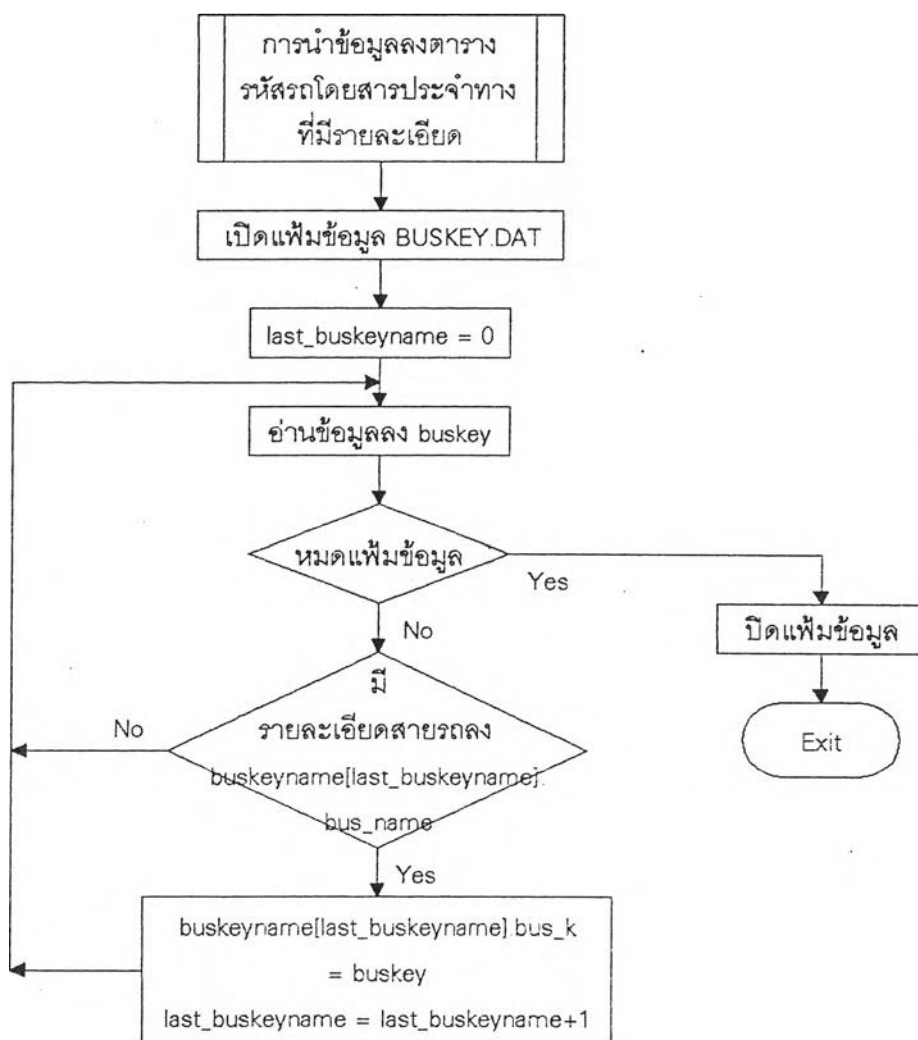 การนำข้อมูลลงตาราง
รหัสรถโดยสารประจำทาง
ที่มีรายละเอียด
เปิดแฟ้มข้อมูล BUSKEY.DAT
last_buskeyname = 0
อ่านข้อมูลลง buskey
หมดแฟ้มข้อมูล
Yes
No
ปิดแฟ้มข้อมูล
Exit
มี
รายละเอียดสายรถลง
buskeyname[last_buskeyname].
bus_name
No
Yes
buskeyname[last_buskeyname].bus_k
= buskey
last_buskeyname = last_buskeyname+1